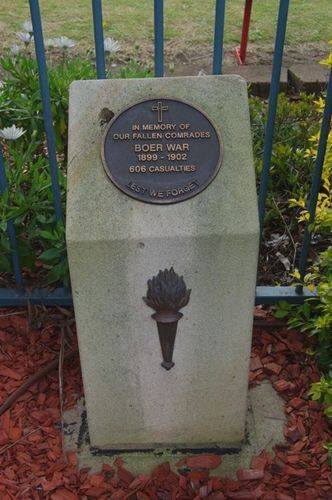 IN MEMORY OF
OUR FALLEN COMRADES
BOER WAR
1899 - 1902
606 CASUALTIES
LEST WE FORGET